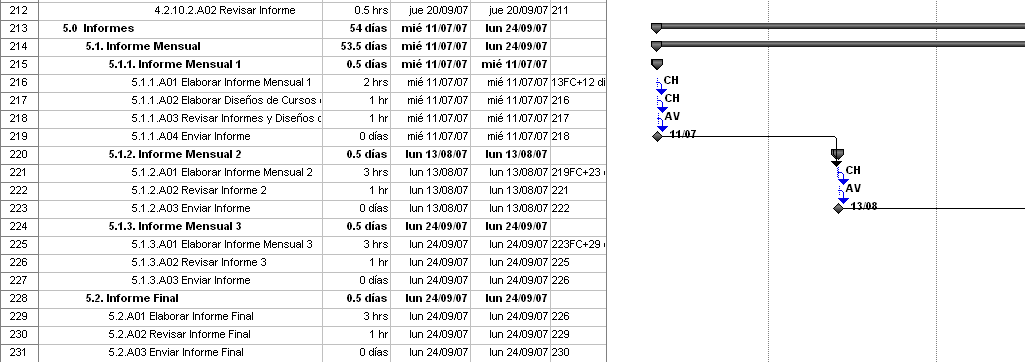 212 4.2.10.2.A02 Revisar Informe 0.5 hrs jue 20/09/07 jue 20/09/07 211
213 5.0 Informes 54 días mié 11/07/07 lun 24/09/07
214 5.1. Informe Mensual 53.5 días mié 11/07/07 lun 24/09/07
215 5.1.1. Informe Mensual 1 0.5 días mié 11/07/07 mié 11/07/07
216 5.1.1.A01 Elaborar Informe Mensual 1 2 hrs mié 11/07/07 mié 11/07/07 13FC+12 di CH
217 5.1.1.A02 Elaborar Diseños de Cursos 1 hr mié 11/07/07 mié 11/07/07 216 CH
218 5.1.1.A03 Revisar Informes y Diseños 1 hr mié 11/07/07 mié 11/07/07 217 AV
219 5.1.1.A04 Enviar Informe 0 días mié 11/07/07 mié 11/07/07 218 11/07
220 5.1.2. Informe Mensual 2 0.5 días lun 13/08/07 lun 13/08/07
221 5.1.2.A01 Elaborar Informe Mensual 2 3 hrs lun 13/08/07 lun 13/08/07 219FC+23 CH
222 5.1.2.A02 Revisar Informe 2 1 hr lun 13/08/07 lun 13/08/07 221 AV
223 5.1.2.A03 Enviar Informe 0 días lun 13/08/07 lun 13/08/07 222 13/08
224 5.1.3. Informe Mensual 3 0.5 días lun 24/09/07 lun 24/09/07
225 5.1.3.A01 Elaborar Informe Mensual 3 3 hrs lun 24/09/07 lun 24/09/07 223FC+29
226 5.1.3.A02 Revisar Informe 3 1 hr lun 24/09/07 lun 24/09/07 225
227 5.1.3.A03 Enviar Informe 0 días lun 24/09/07 lun 24/09/07 226
228 5.2. Informe Final 0.5 días lun 24/09/07 lun 24/09/07
229 5.2.A01 Elaborar Informe Final 3 hrs lun 24/09/07 lun 24/09/07 226
230 5.2.A02 Revisar Informe Final 1 hr lun 24/09/07 lun 24/09/07 229
231 5.2.A03 Enviar Informe Final 0 días lun 24/09/07 lun 24/09/07 230